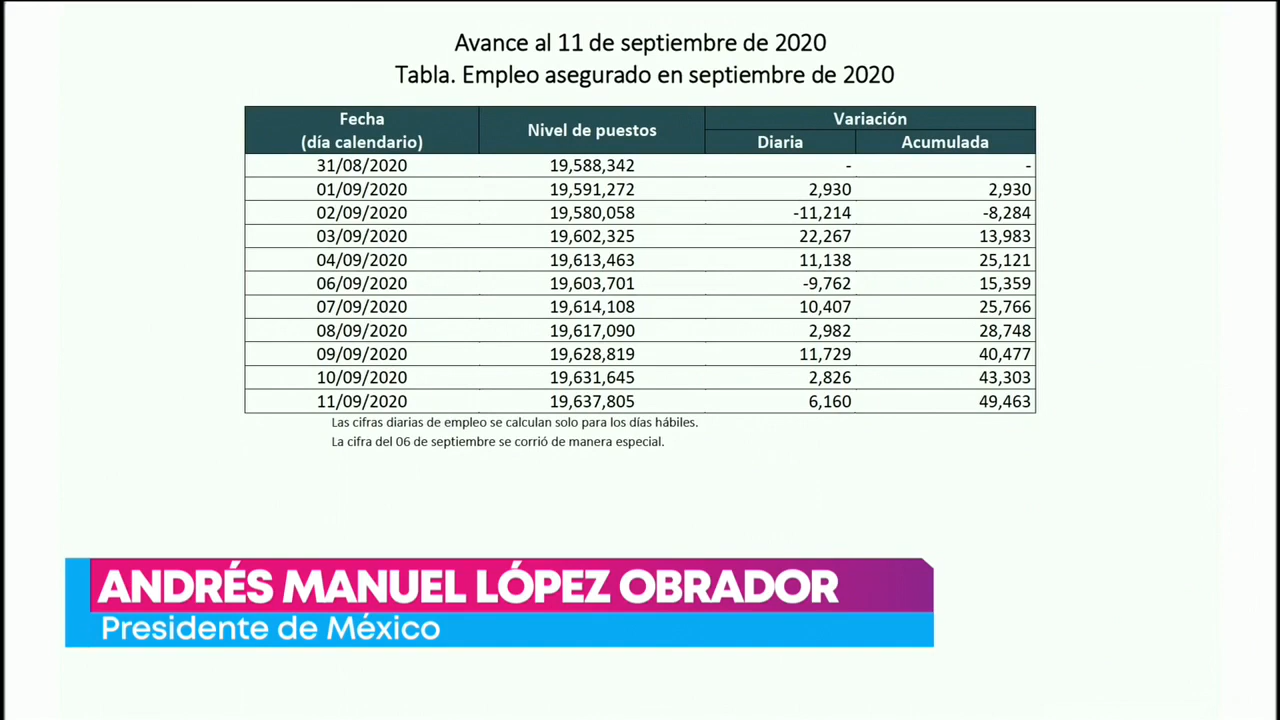 Avance al 11 de septiembre de 2020
Tabla. Empleo asegurado en septiembre de 2020
Fecha (día calendario) Nivel de puestos Variación
Diaria Acumulada
31/08/2020 19,588,342 - -
01/09/2020 19,591,272 2,930 2,930
02/09/2020 19,580,058 -11,214 -8,284
03/09/2020 19,602,325 22,267 13,983
04/09/2020 19,613,463 11,138 25,121
06/09/2020 19,603,701 -9,762 15,359
07/09/2020 19,614,108 10,407 25,766
08/09/2020 19,617,090 2,982 28,748
09/09/2020 19,628,819 11,729 40,477
10/09/2020 19,631,645 2,826 43,303
11/09/2020 19,637,805 6,160 49,463
Las cifras diarias de empleo se calculan solo para los días hábiles.
La cifra del 06 de septiembre se corrió de manera especial.
ANDRÉS MANUEL LÓPEZ OBRADOR
Presidente de México